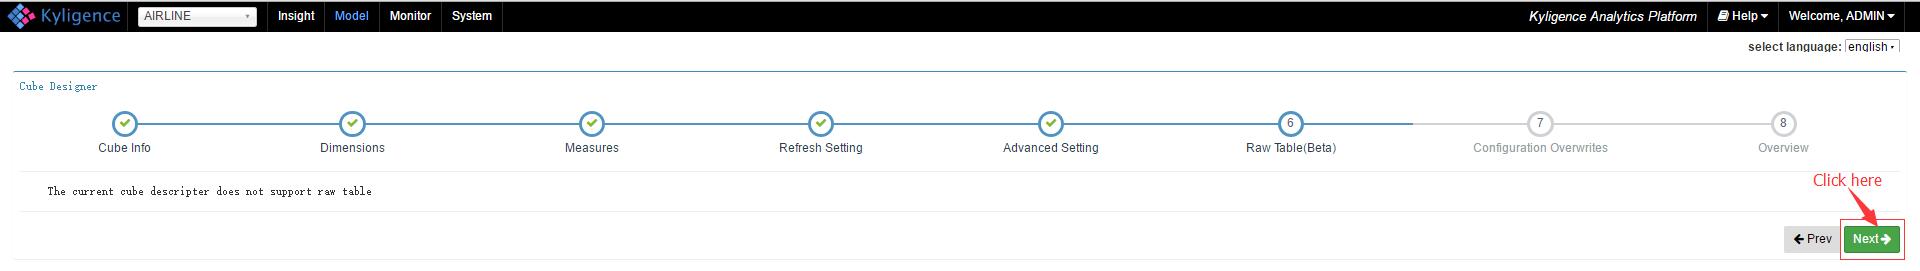 Kyligence AIRLINE Insight Model Monitor System Kyligence Analytics Platform Help Welcome, ADMIN
select language: english
Cube Designer
6 7 8
Cube Info Dimensions Measures Refresh Setting Advanced Setting Raw Table(Beta) Configuration Overwrites Overview
The current cube descripter does not support raw table
Click here
Prev Next